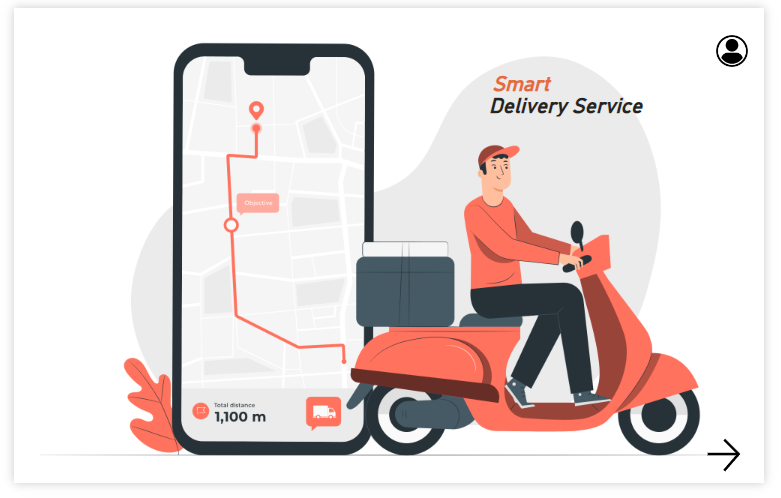 Smart
Delivery Service
Objective
Total distance
1,100 m